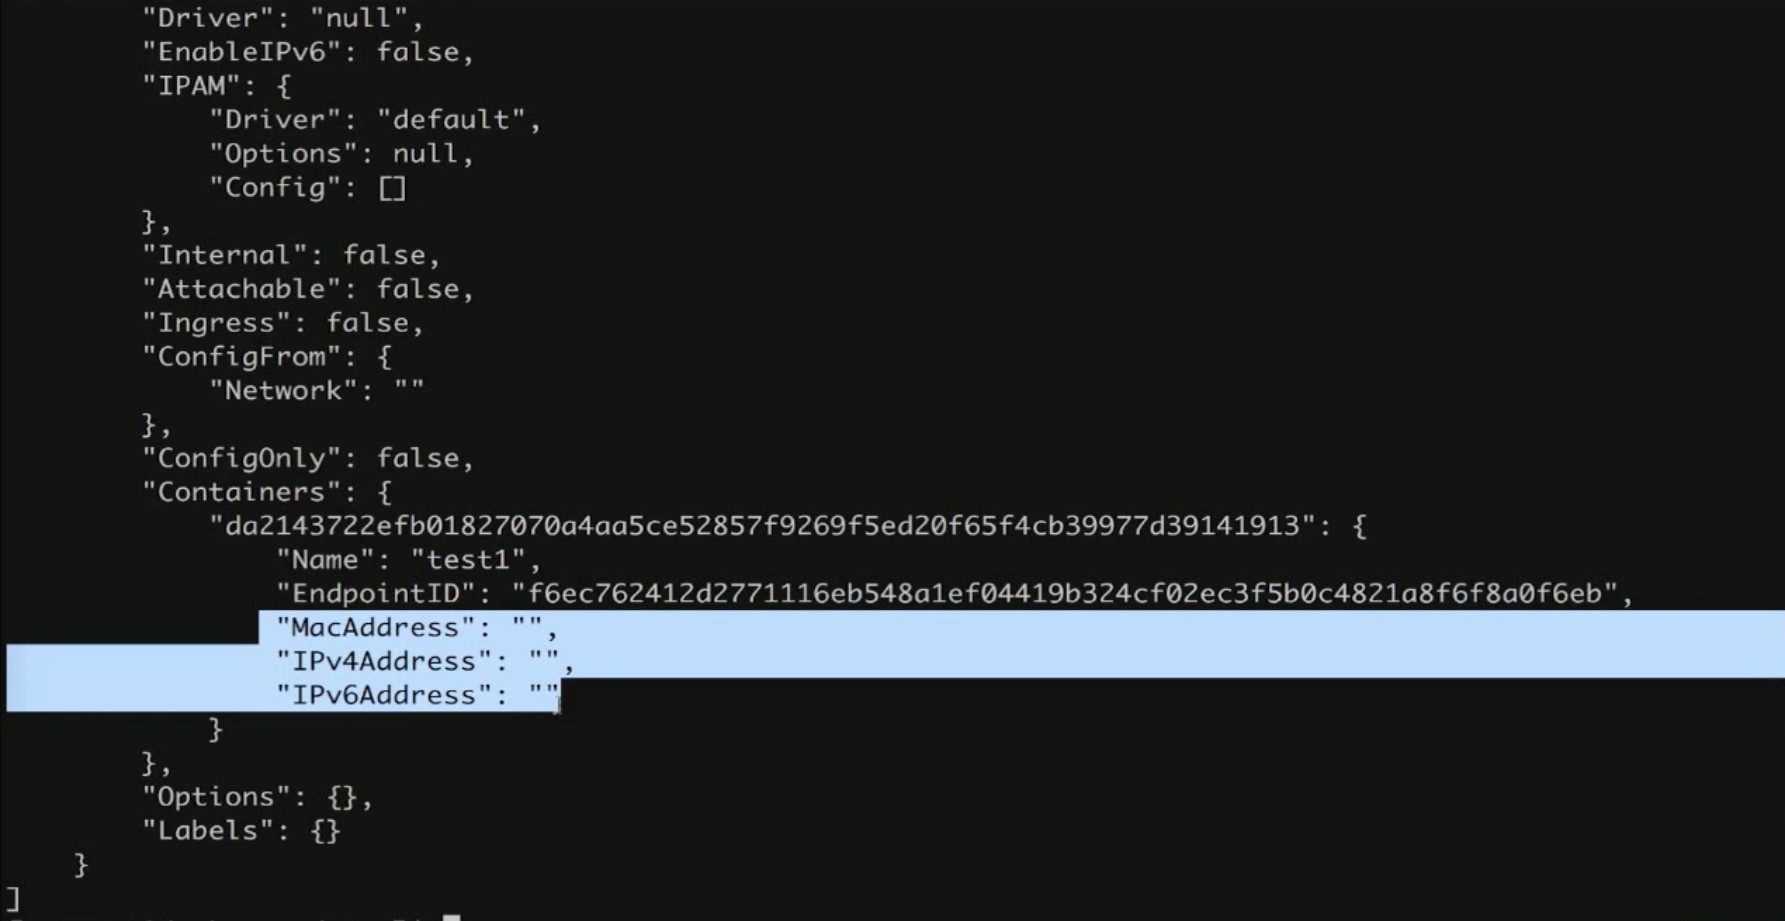 "Driver": "null",
"EnableIPv6": false,
"IPAM": {
"Driver": "default",
"Options": null,
"Config": []
},
"Internal": false,
"Attachable": false,
"Ingress": false,
"ConfigFrom": {
"Network": ""
},
"ConfigOnly": false,
"Containers": {
"da2143722efb01827070a4aa5ce52857f9269f5ed20f65f4cb39977d39141913": {
"Name": "test1",
"EndpointID": "f6ec762412d2771116eb548a1ef04419b324cf02ec3f5b0c4821a8f6f8a0f6eb",
"MacAddress": "",
"IPv4Address": "",
"IPv6Address": ""
}
},
"Options": {},
"Labels": {}
}
]